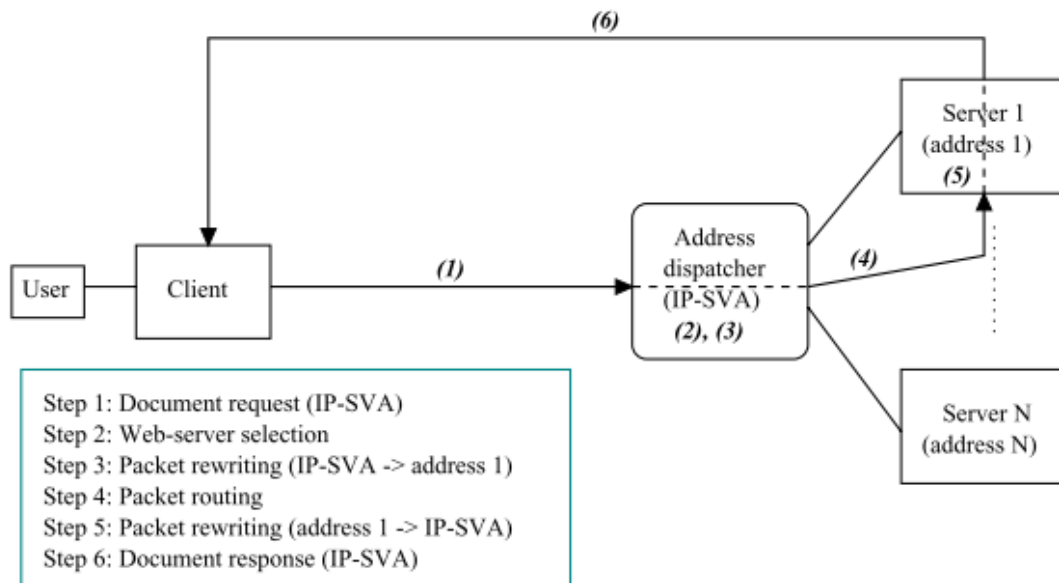 (6)
Server 1
(address 1)
(5)
Address
dispatcher
(IP-SVA)
(2), (3)
(4)
(1)
User
Client
Server N
(address N)
Step 1: Document request (IP-SVA)
Step 2: Web-server selection
Step 3: Packet rewriting (IP-SVA -> address 1)
Step 4: Packet routing
Step 5: Packet rewriting (address 1 -> IP-SVA)
Step 6: Document response (IP-SVA)